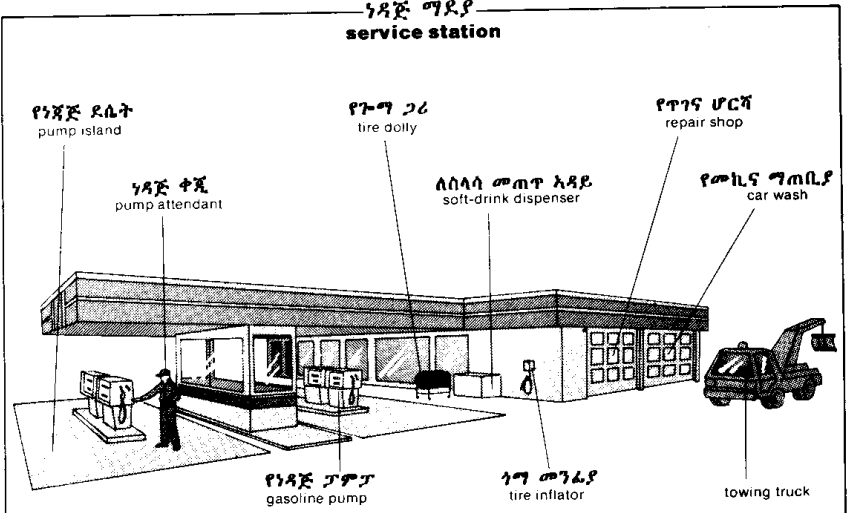 ነዳጅ ማደያ
service station
የነጃጅ ደሴት
pump island
ነዳጅ ቀጂ
pump attendant
የጐማ ጋሪ
tire dolly
ለስላሳ መጠጥ አዳይ
soft-drink dispenser
የጥገና ሆርሻ
repair shop
የመኪና ማጠቢያ
car wash
የነዳጅ ፓምፓ
gasoline pump
ጎማ መንፊያ
tire inflator
towing truck